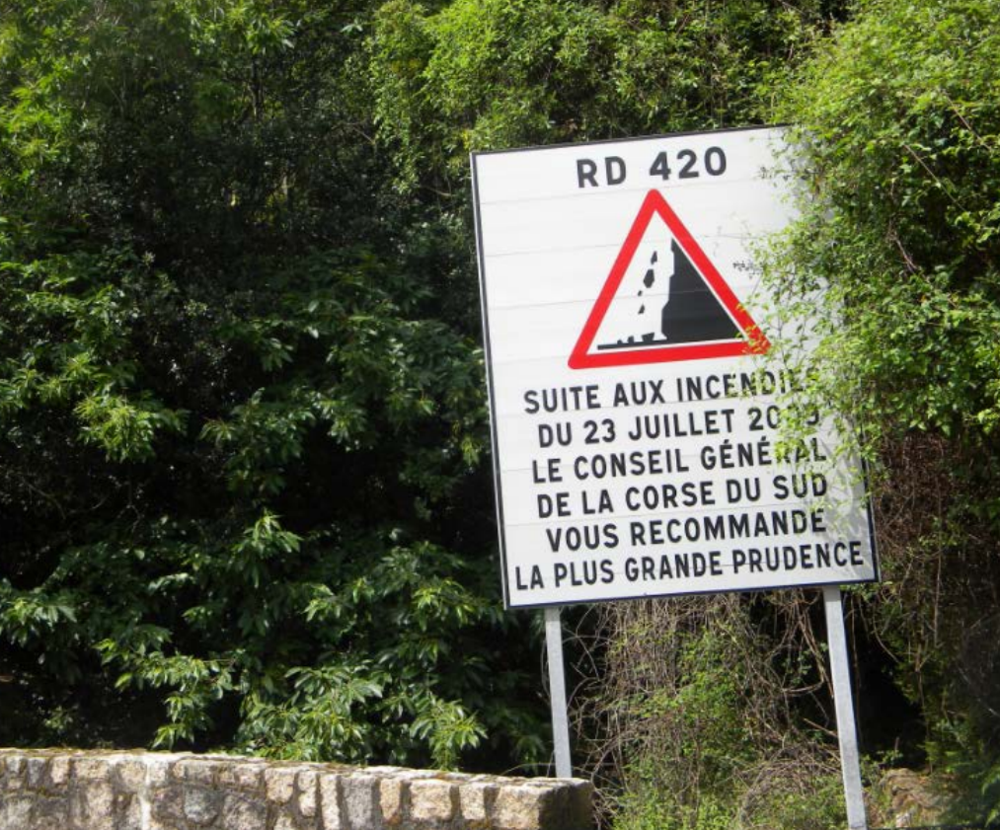 RD 420
SUITE AUX INCENDIES
DU 23 JUILLET
LE CONSEIL GÉNÉRAL
DE LA CORSE DU SUD
VOUS RECOMMANDE
LA PLUS GRANDE PRUDENCE